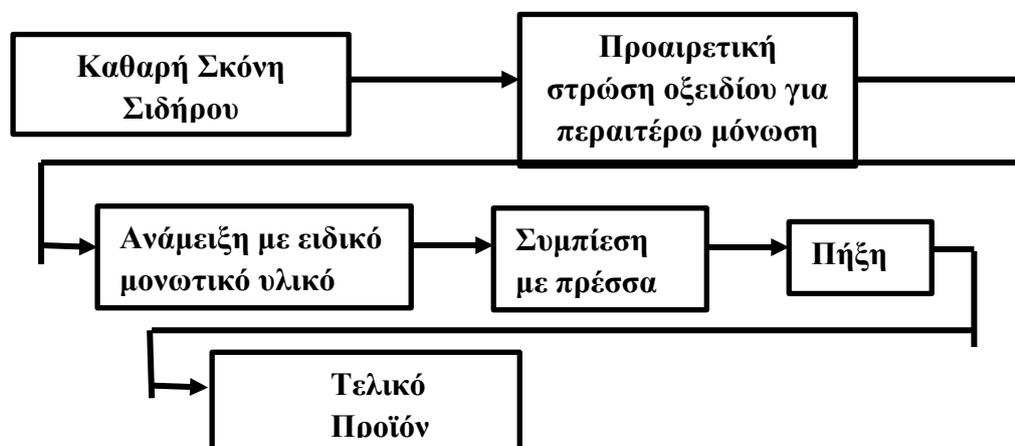 Καθαρή Σκόνη
Σιδήρου
Προαιρετική
στρώση οξειδίου για
περαιτέρω μόνωση
Ανάμειξη με ειδικό
μονωτικό υλικό
Συμπίεση
με πρέσσα
Πήξη
Τελικό
Προϊόν